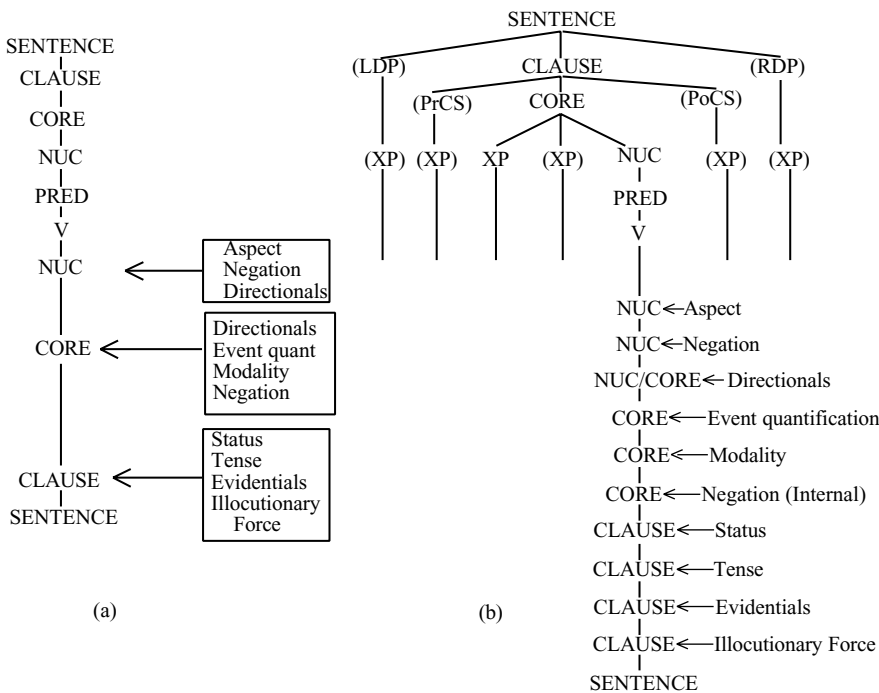 SENTENCE
CLAUSE
CORE
NUC
PRED
V
NUC
Aspect
Negation
Directionals
CORE
Directionals
Event quant
Modality
Negation
CLAUSE
Status
Tense
Evidentials
Illocutionary
Force
SENTENCE
(a)
SENTENCE
(LDP) CLAUSE (RDP)
(PrCS) CORE (PoCS)
(XP) (XP) XP (XP) NUC (XP) (XP)
PRED
V
NUC Aspect
NUC Negation
NUC/CORE Directionals
CORE Event quantification
CORE Modality
CORE Negation (Internal)
CLAUSE Status
CLAUSE Tense
CLAUSE Evidentials
CLAUSE Illocutionary Force
SENTENCE
(b)